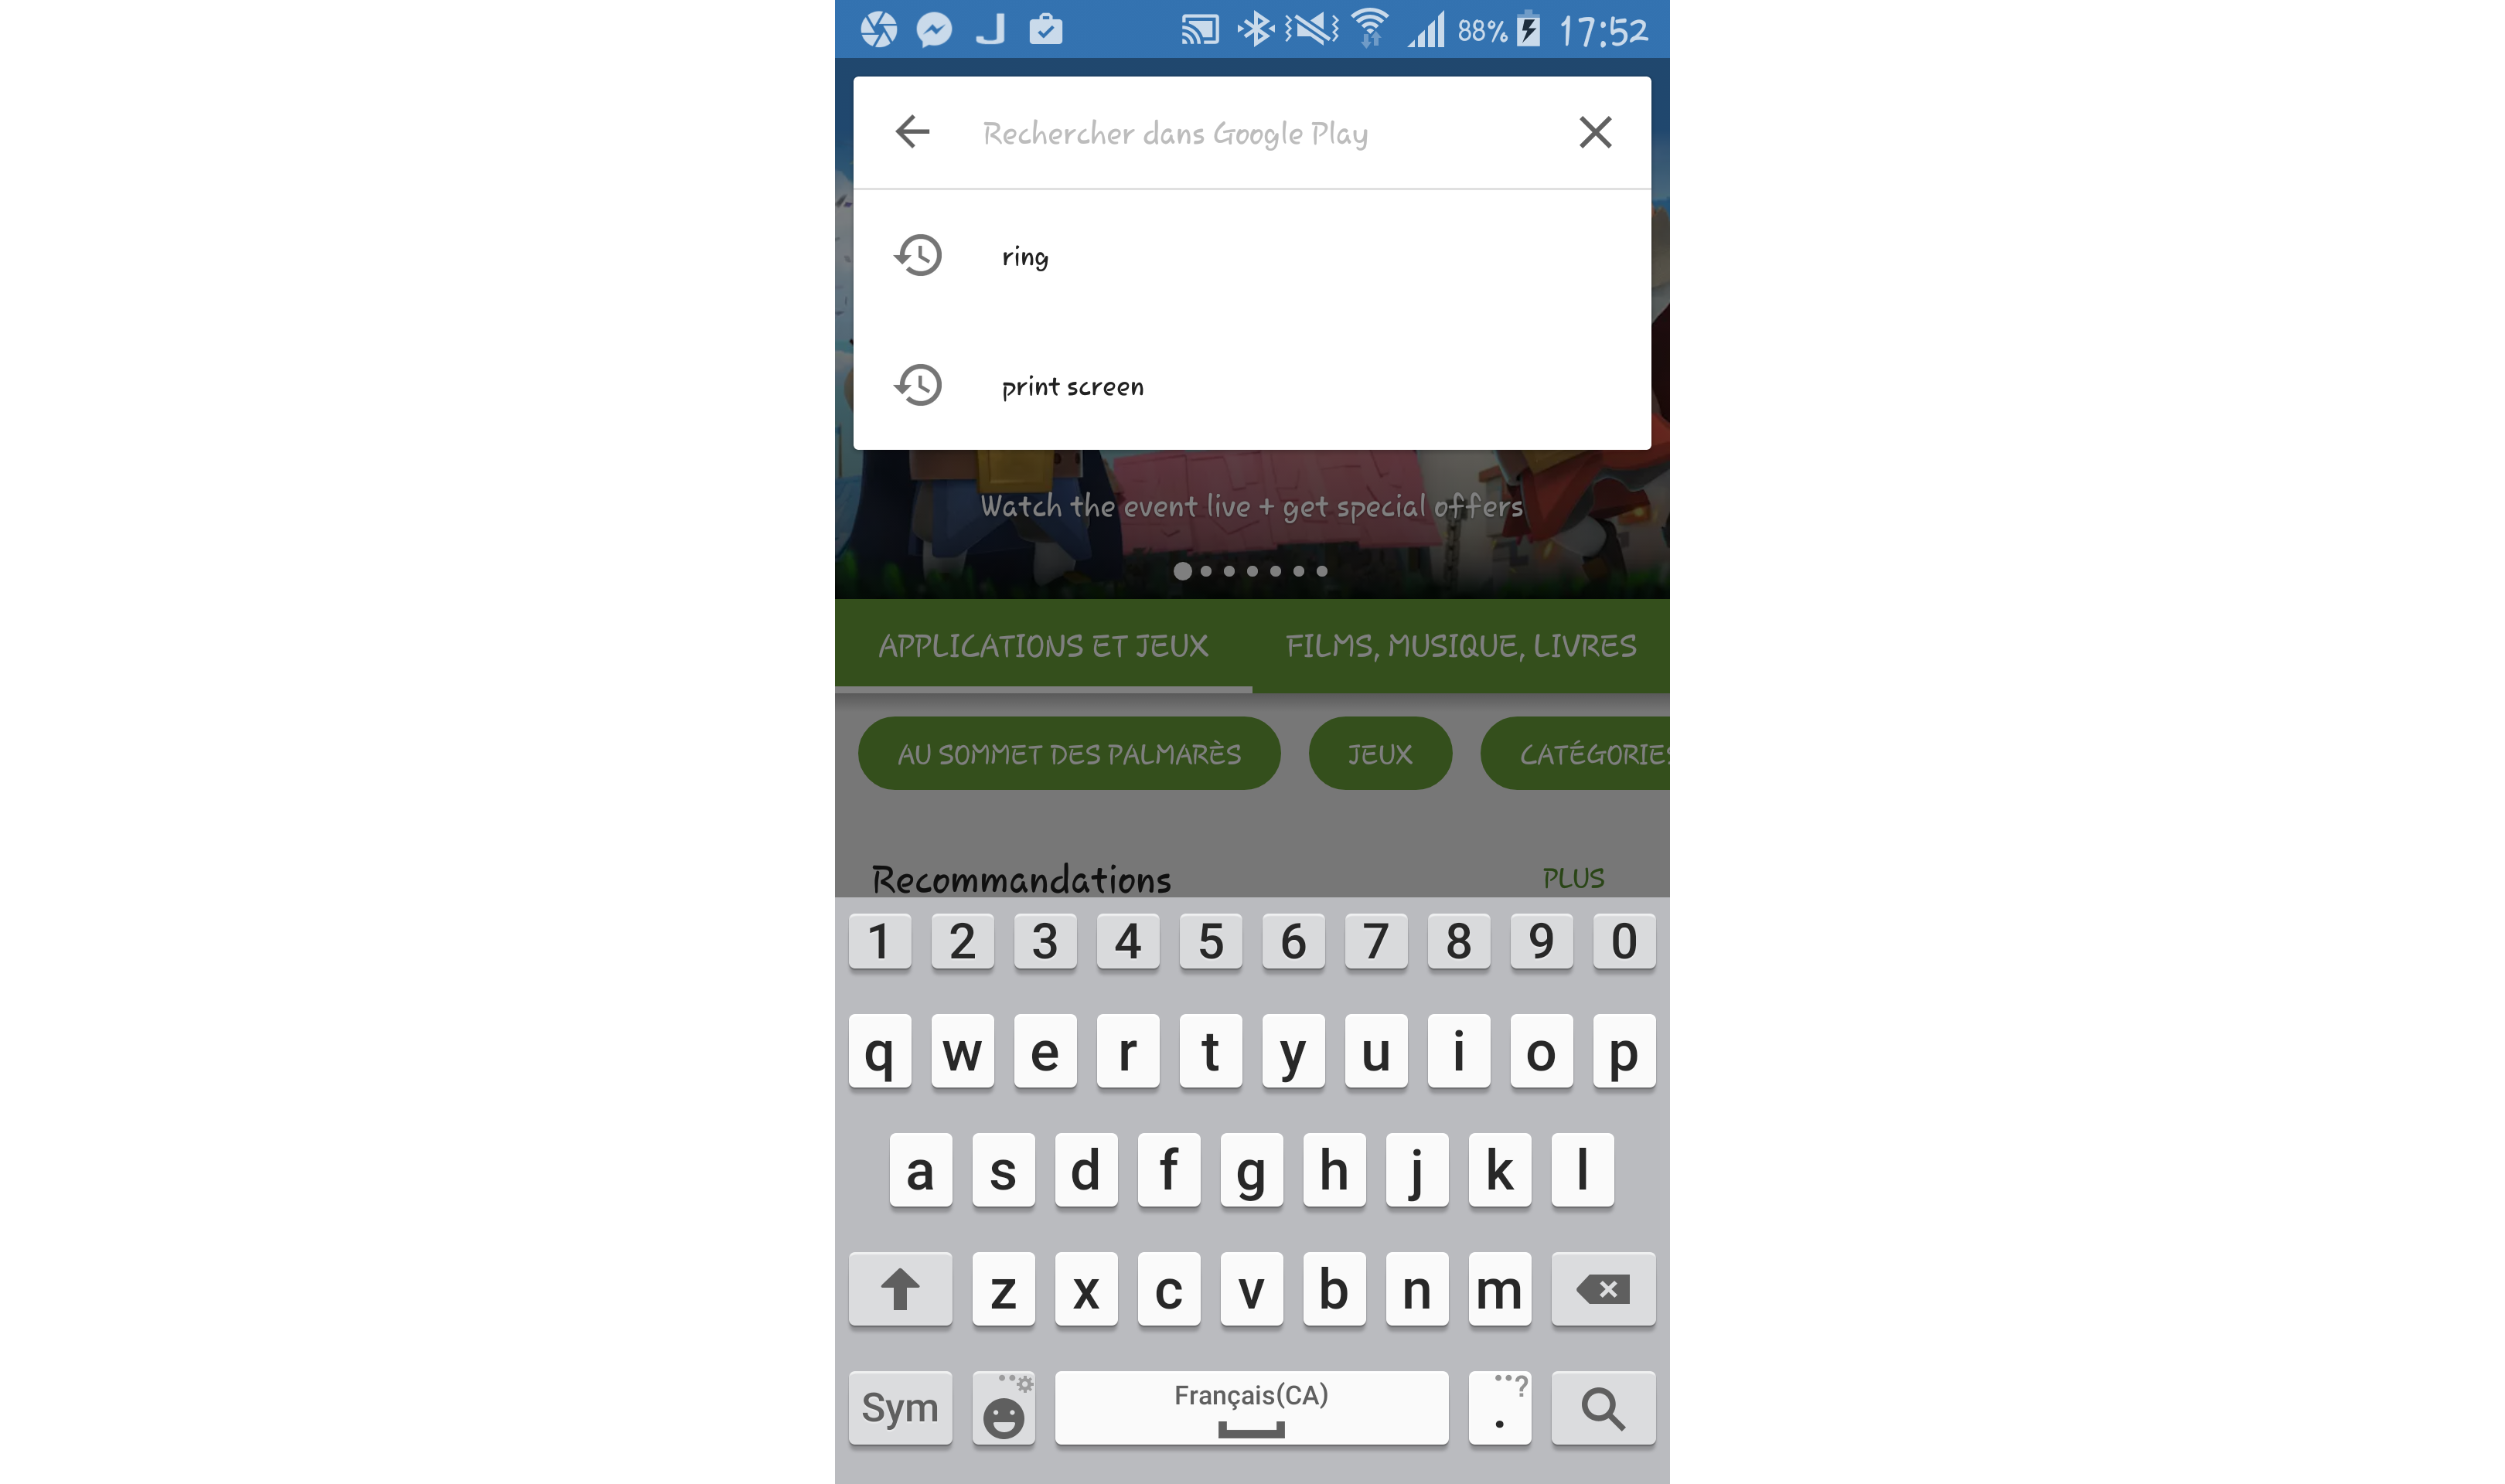 88% 17:52
Rechercher dans Google Play
ring
print screen
Watch the event live + get special offers
APPLICATIONS ET JEUX FILMS, MUSIQUE, LIVRES
AU SOMMET DES PALMARÈS JEUX CATÉGORIES
Recommandations PLUS
1 2 3 4 5 6 7 8 9 0
q w e r t y u i o p
a s d f g h j k l
z x c v b n m
Sym Français(CA) . ?